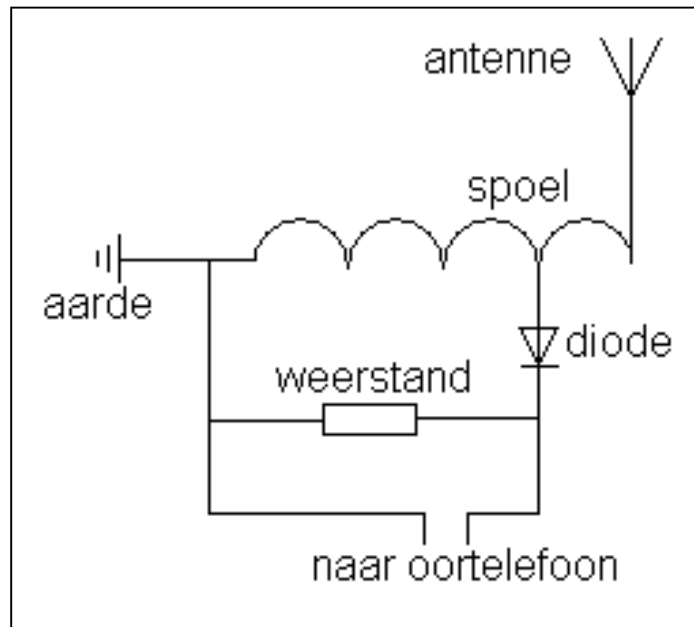 antenne
spoel
aarde
diode
weerstand
naar oortelefoon